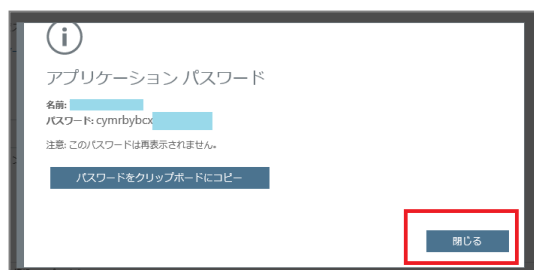 アプリケーション パスワード
名前:
パスワード: cymrbybcx
注意: このパスワードは再表示されません。
パスワードをクリップボードにコピー
閉じる